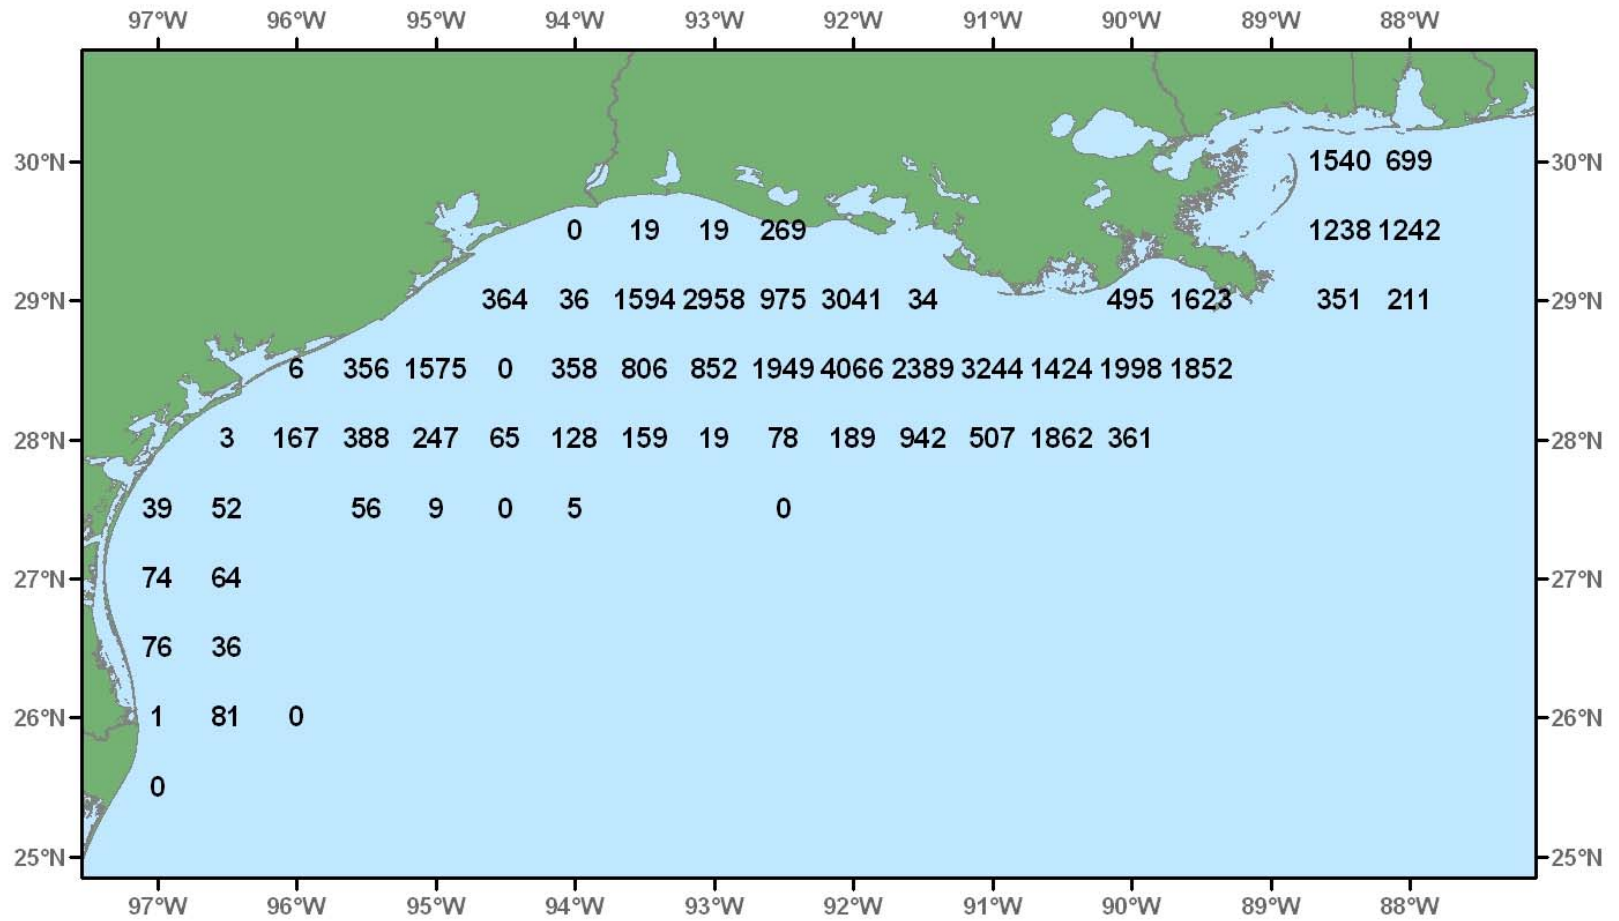 97°W 96°W 95°W 94°W 93°W 92°W 91°W 90°W 89°W 88°W
30°N 1540 699 30°N
0 19 19 269 1238 1242
29°N 364 36 1594 2958 975 3041 34 495 1623 351 211 29°N
6 356 1575 0 358 806 852 1949 4066 2389 3244 1424 1998 1852
28°N 3 167 388 247 65 128 159 19 78 189 942 507 1862 361 28°N
39 52 56 9 0 5 0
27°N 74 64 27°N
76 36
26°N 1 81 0 26°N
0
25°N 25°N
97°W 96°W 95°W 94°W 93°W 92°W 91°W 90°W 89°W 88°W